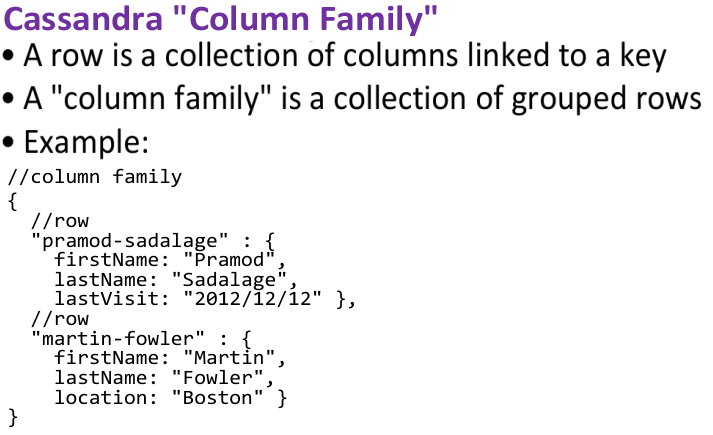 Cassandra "Column Family"
• A row is a collection of columns linked to a key
• A "column family" is a collection of grouped rows
• Example:
//column family
{
  //row
  "pramod-sadalage" : {
    firstName: "Pramod",
    lastName: "Sadalage",
    lastVisit: "2012/12/12" },
  //row
  "martin-fowler" : {
    firstName: "Martin",
    lastName: "Fowler",
    location: "Boston" }
}